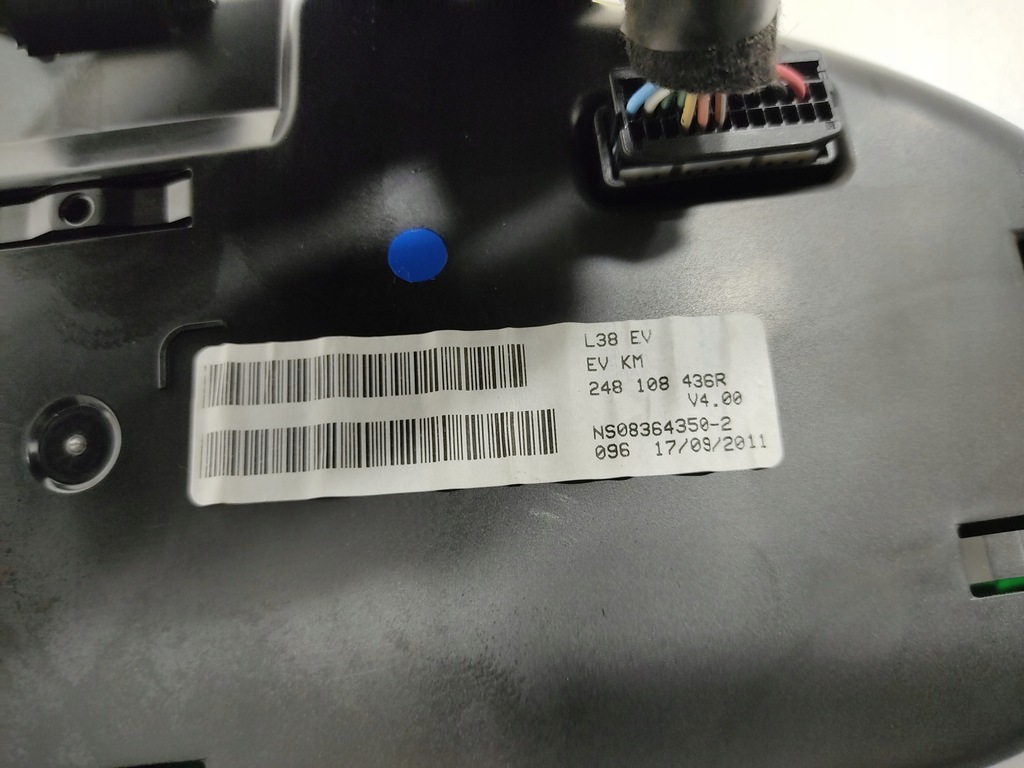 L38 EV
EV KM
248 108 436R
V4.00
NS08364350-2
096 17/09/2011